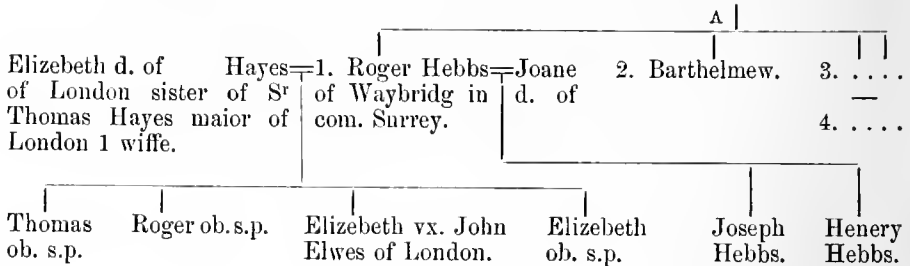 A
Elizebeth d. of Hayes
of London sister of Sr
Thomas Hayes maior of
London 1 wiffe.
1. Roger Hebbs
of Waybridg in
com. Surrey.
Joane
d. of
2. Barthelmew.
3. . . . .
4. . . . .
Thomas
ob. s.p.
Roger ob. s.p.
Elizebeth vx. John
Elwes of London.
Elizebeth
ob. s.p.
Joseph
Hebbs.
Henery
Hebbs.